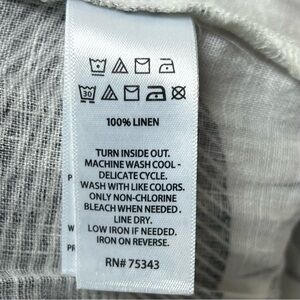 30
100% LINEN
TURN INSIDE OUT.
MACHINE WASH COOL -
DELICATE CYCLE.
WASH WITH LIKE COLORS.
ONLY NON-CHLORINE
BLEACH WHEN NEEDED.
LINE DRY.
LOW IRON IF NEEDED.
IRON ON REVERSE.
RN# 75343